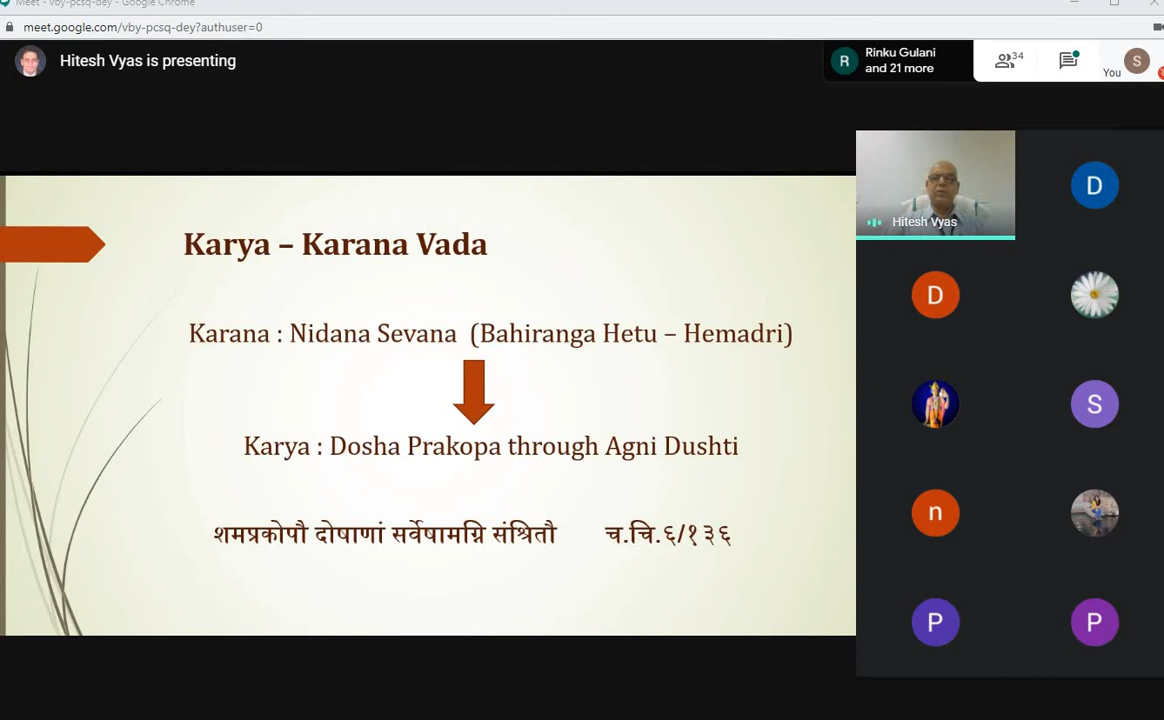 Meet - vby-pcsq-dey - Google Chrome
meet.google.com/vby-pcsq-dey?authuser=0
Hitesh Vyas is presenting
R
Rinku Gulani
and 21 more
34
You
S
Karya – Karana Vada
Karana : Nidana Sevana (Bahiranga Hetu – Hemadri)
Karya : Dosha Prakopa through Agni Dushti
शमप्रकोपौ दोषाणां सर्वेषामग्नि संश्रितौ च.चि.६/१३६
Hitesh Vyas
D
D
S
n
P
P